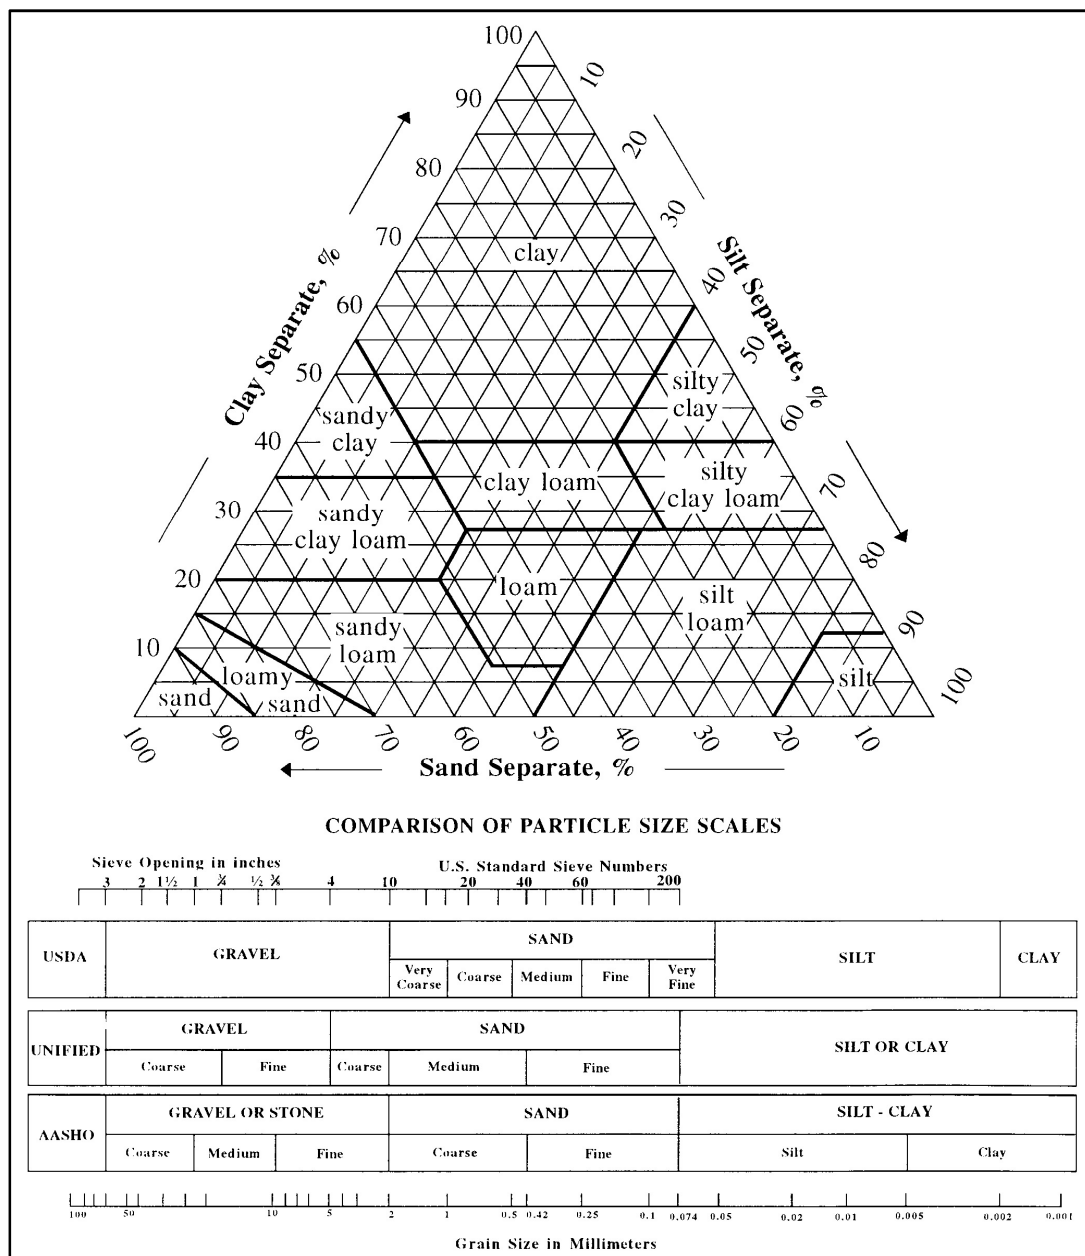 100
90
80
70
60
50
40
30
20
10
Clay Separate, %
10
20
30
40
50
60
70
80
90
100
Silt Separate, %
clay
silty
clay
sandy
clay
clay loam
silty
clay loam
sandy
clay loam
loam
silt
loam
sandy
loam
loamy
sand
sand
silt
100
90
80
70
60
50
40
30
20
10
Sand Separate, %
COMPARISON OF PARTICLE SIZE SCALES
Sieve Opening in inches
U.S. Standard Sieve Numbers
3 2 1½ 1 ¾ ½ ⅜ 4 10 20 40 60 200
USDA
GRAVEL
SAND
SILT
CLAY
Very
Coarse
Coarse
Medium
Fine
Very
Fine
UNIFIED
GRAVEL
SAND
SILT OR CLAY
Coarse
Fine
Coarse
Medium
Fine
AASHO
GRAVEL OR STONE
SAND
SILT - CLAY
Coarse
Medium
Fine
Coarse
Fine
Silt
Clay
100 50 10 5 2 1 0.5 0.42 0.25 0.1 0.074 0.05 0.02 0.01 0.005 0.002 0.001
Grain Size in Millimeters